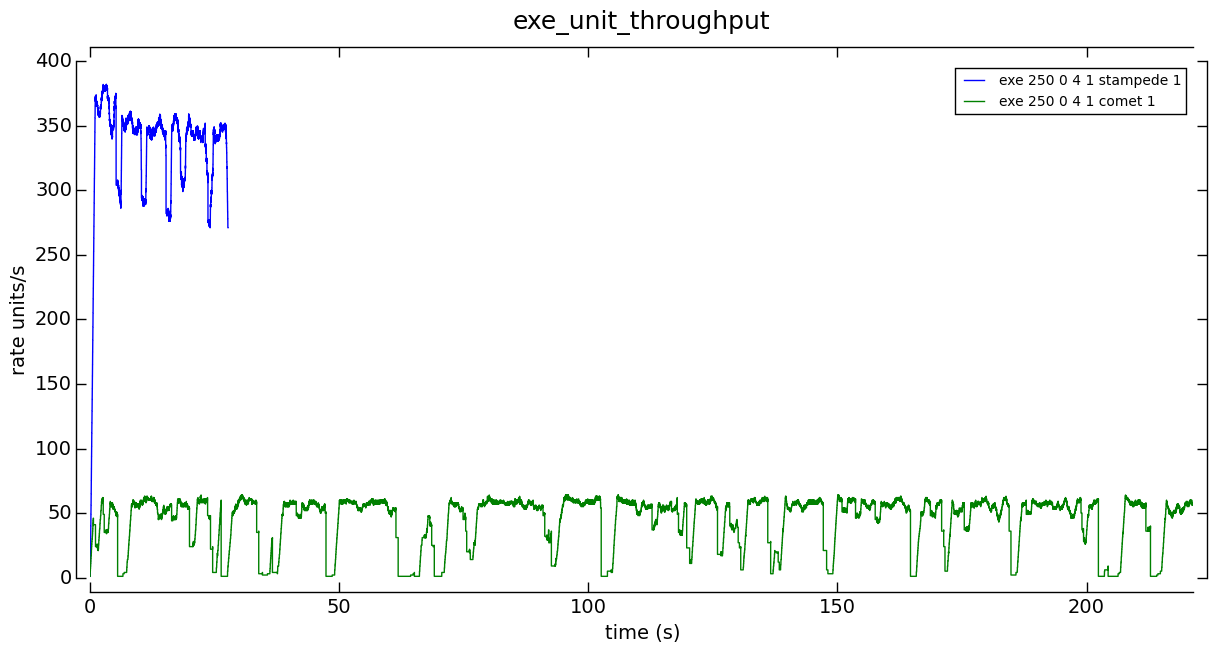 exe_unit_throughput
exe 250 0 4 1 stampede 1
exe 250 0 4 1 comet 1
rate units/s
400
350
300
250
200
150
100
50
0
0 50 100 150 200
time (s)